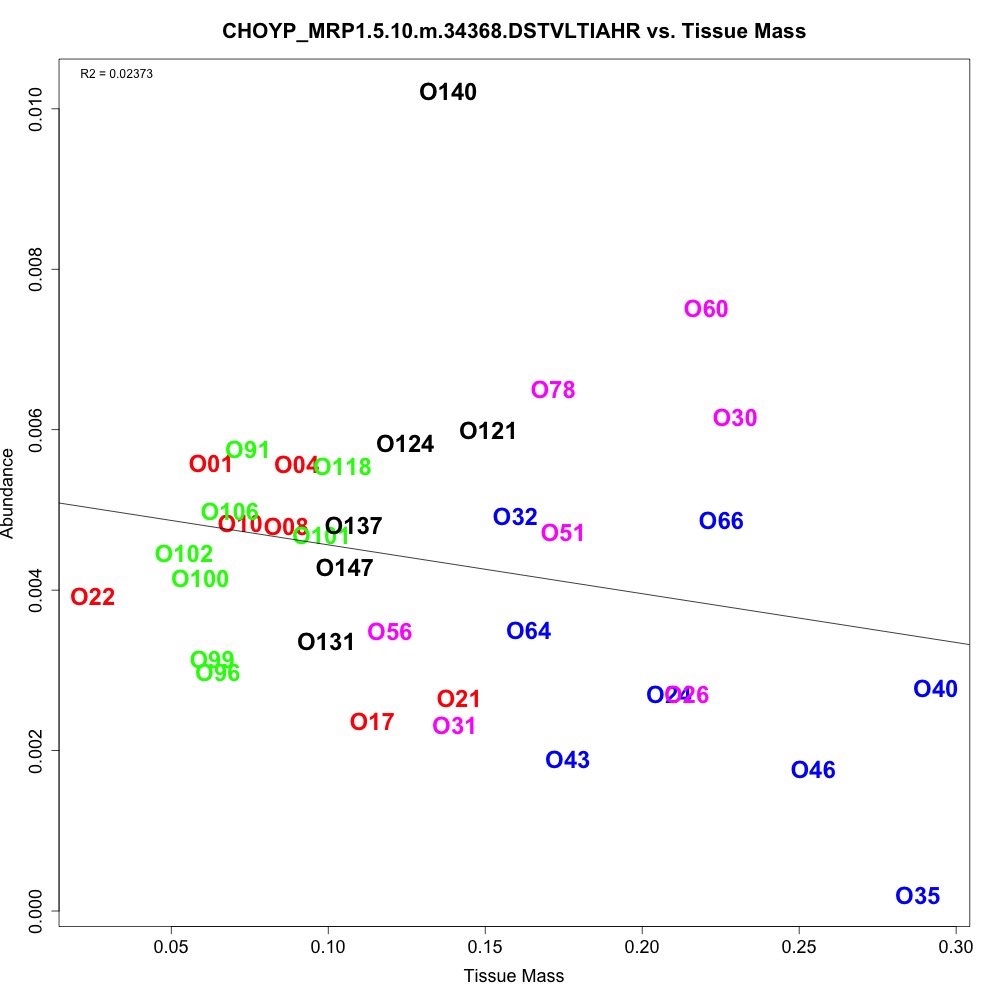 CHOYP_MRP1.5.10.m.34368.DSTVLTIAHR vs. Tissue Mass
R2 = 0.02373
O140
0.010
0.008
O60
O78
O30
0.006
O121
O124
O91
O01
O04
O118
O106
O32
O66
O10
O08
O137
O101
O51
Abundance
O102
O147
O100
0.004
O22
O64
O56
O131
O99
O96
O40
O24
O26
O21
O17
O31
0.002
O43
O46
O35
0.000
0.05 0.10 0.15 0.20 0.25 0.30
Tissue Mass